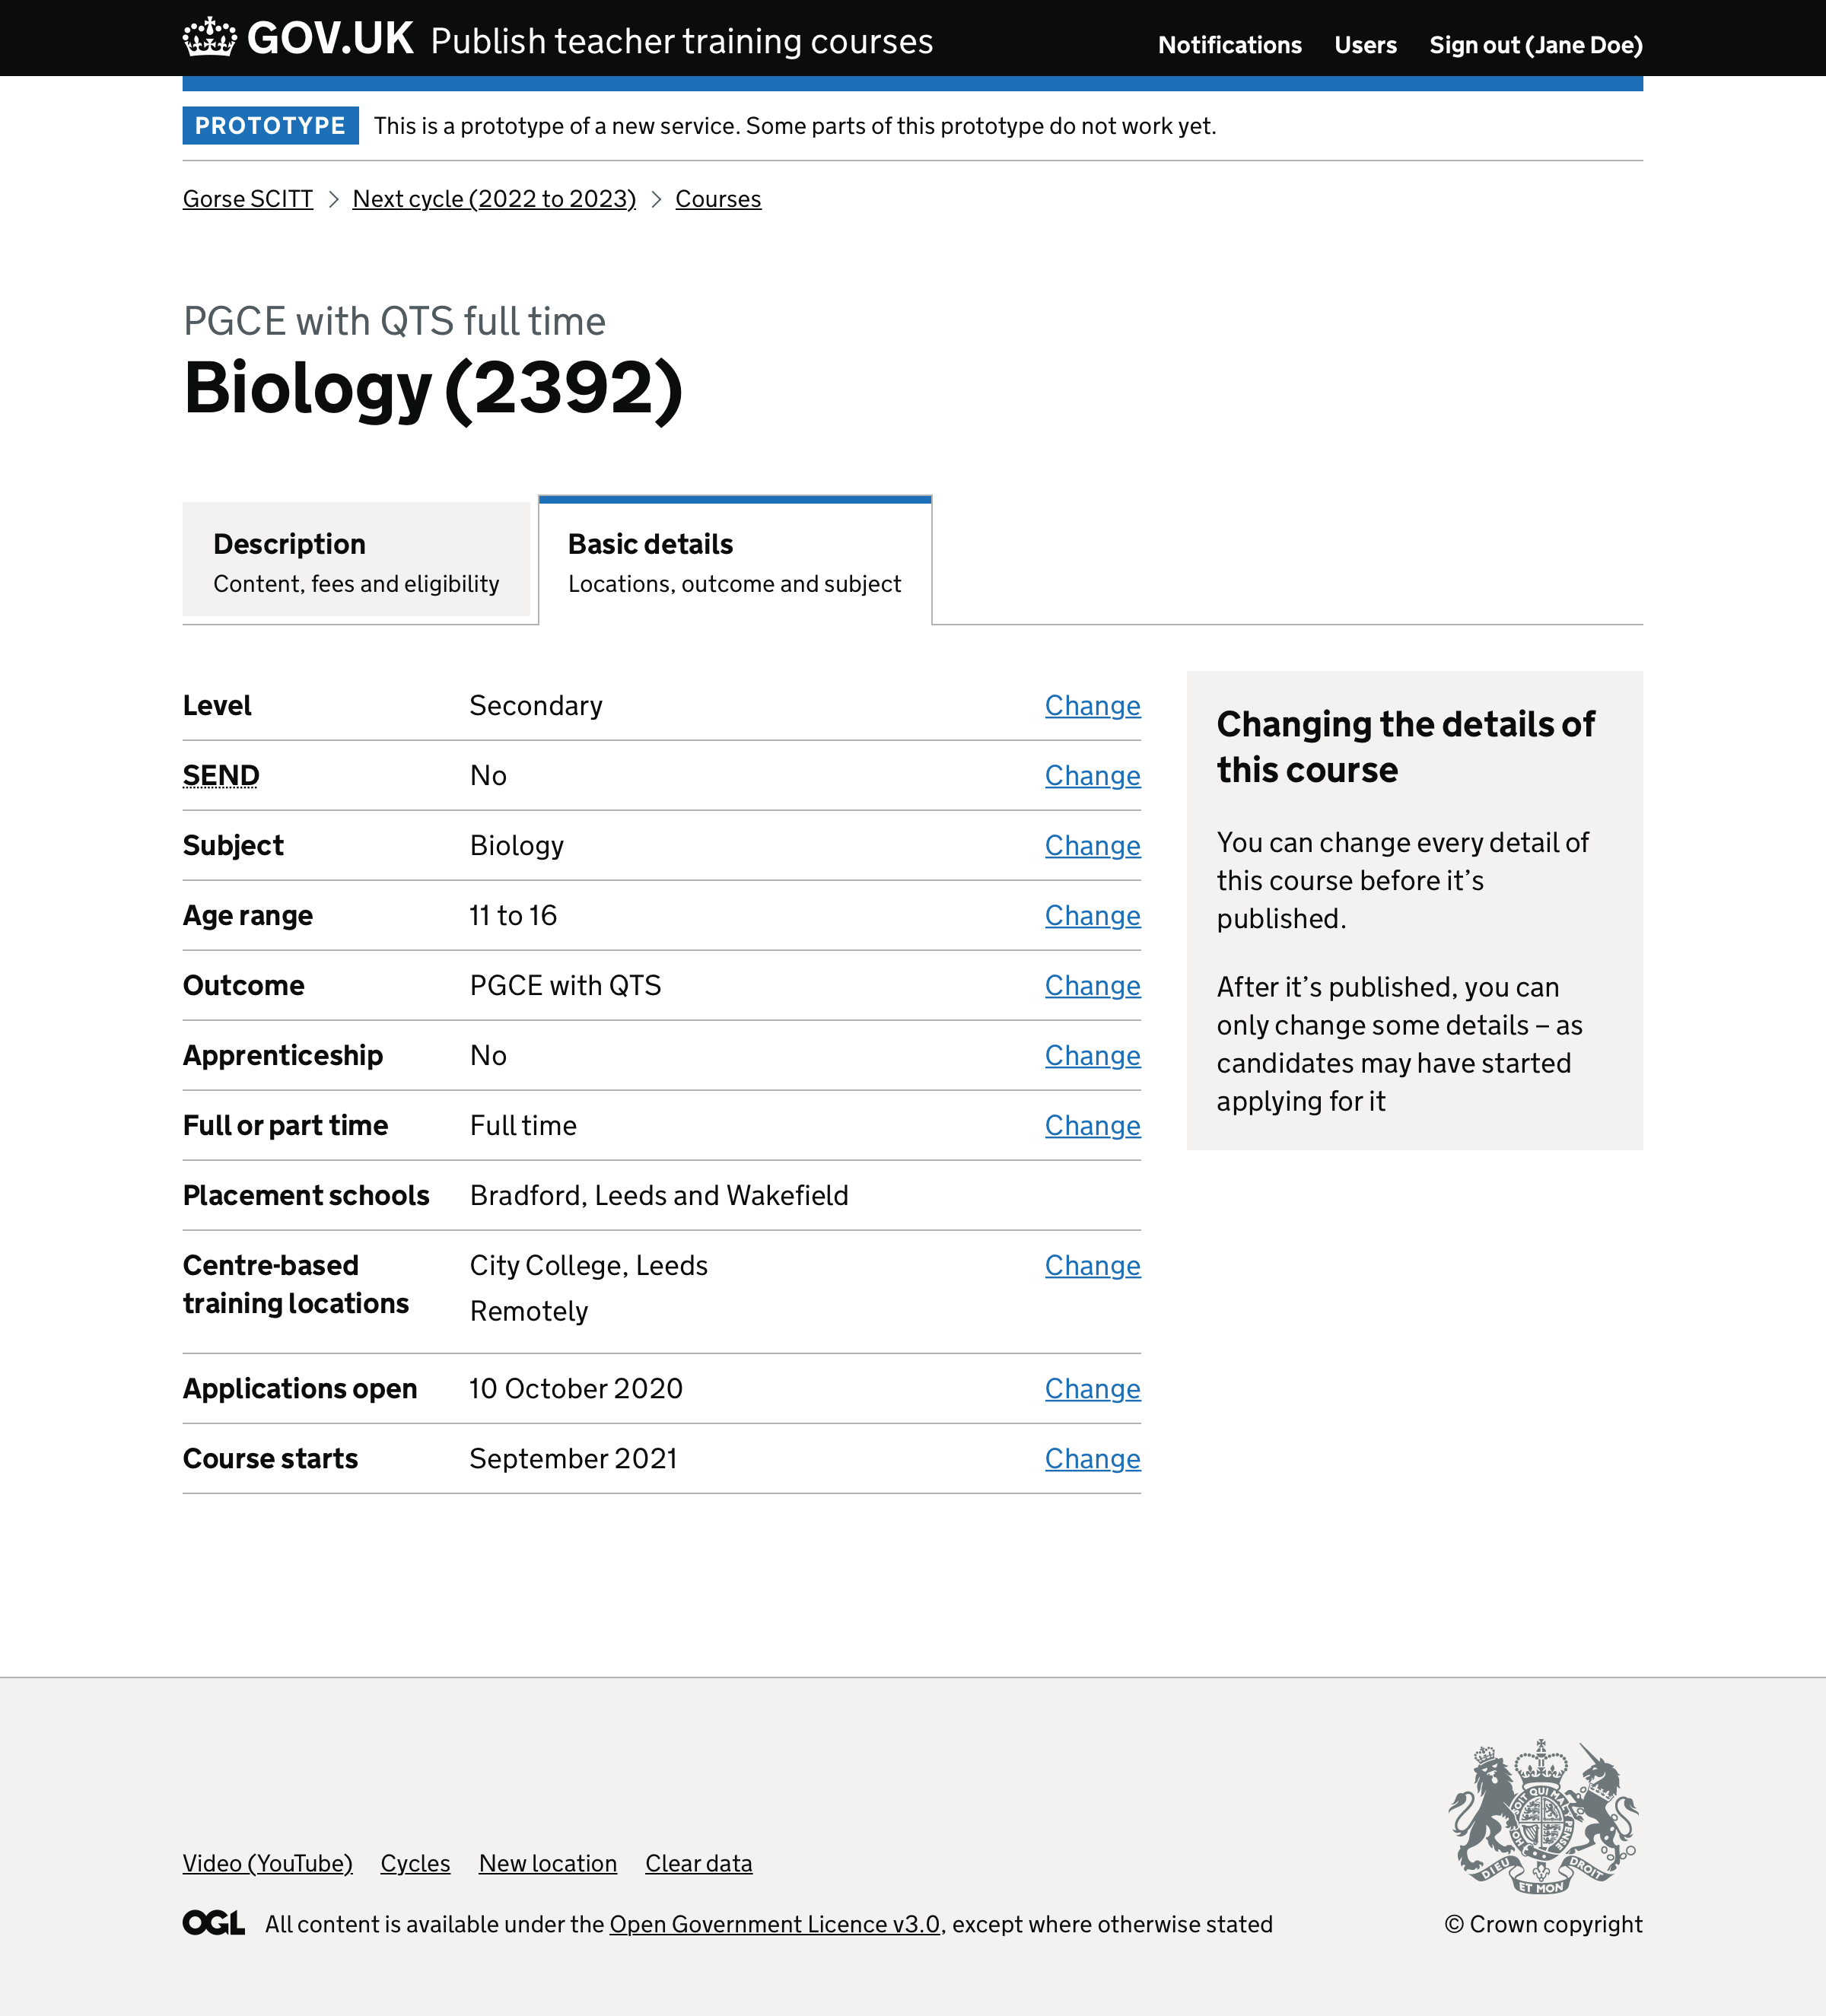 GOV.UK Publish teacher training courses Notifications Users Sign out (Jane Doe)
PROTOTYPE This is a prototype of a new service. Some parts of this prototype do not work yet.
Gorse SCITT Next cycle (2022 to 2023) Courses
PGCE with QTS full time
Biology (2392)
Description
Content, fees and eligibility
Basic details
Locations, outcome and subject
Level Secondary Change
SEND No Change
Subject Biology Change
Age range 11 to 16 Change
Outcome PGCE with QTS Change
Apprenticeship No Change
Full or part time Full time Change
Placement schools Bradford, Leeds and Wakefield
Centre-based City College, Leeds Change
training locations Remotely
Applications open 10 October 2020 Change
Course starts September 2021 Change
Changing the details of
this course
You can change every detail of
this course before it’s
published.
After it’s published, you can
only change some details – as
candidates may have started
applying for it
Video (YouTube) Cycles New location Clear data
OGL All content is available under the Open Government Licence v3.0, except where otherwise stated
DIEU ET MON DROIT
© Crown copyright